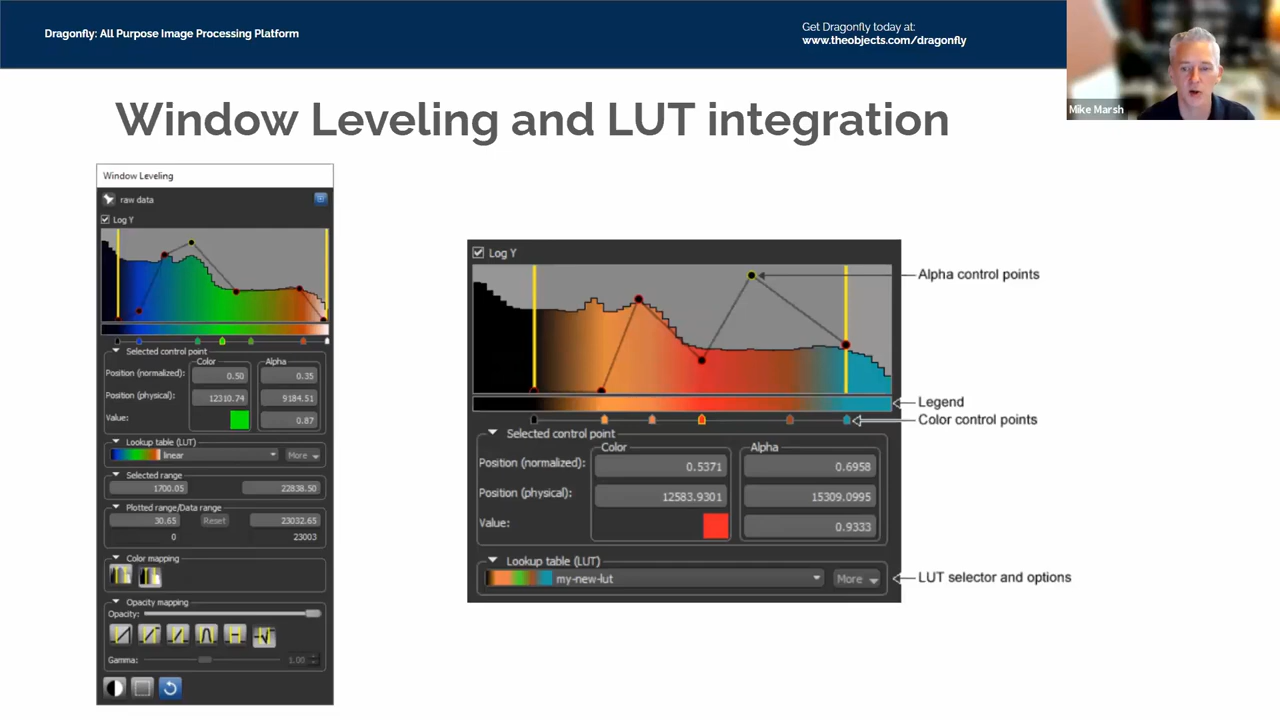 Dragonfly: All Purpose Image Processing Platform
Get Dragonfly today at:
www.theobjects.com/dragonfly
Mike Marsh
Window Leveling and LUT integration
Window Leveling
raw data
Log Y
Selected control point
Color
Alpha
Position (normalized):
0.50
0.35
Position (physical):
12310.74
9184.51
Value:
0.87
Lookup table (LUT)
linear
More
Selected range
1700.05
22838.50
Plotted range/Data range
30.65
Reset
23032.65
0
23003
Color mapping
Opacity mapping
Opacity:
Gamma:
1.00
Log Y
Alpha control points
Legend
Color control points
Selected control point
Color
Alpha
Position (normalized):
0.5371
0.6958
Position (physical):
12583.9301
15309.0995
Value:
0.9333
Lookup table (LUT)
my-new-lut
More
LUT selector and options